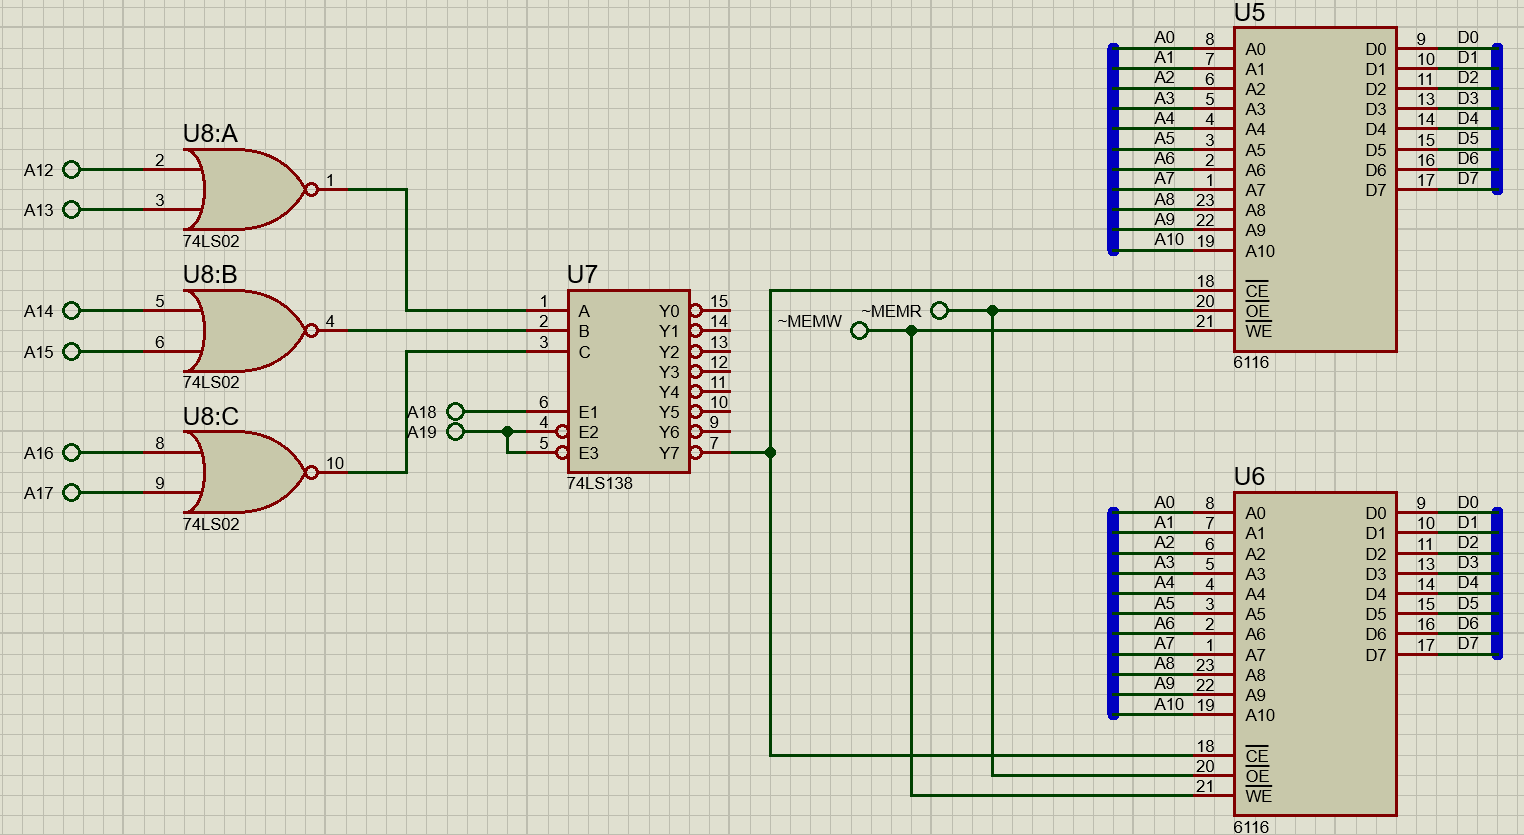 U8:A
A12
2
A13
3
1
74LS02
U8:B
A14
5
A15
6
4
74LS02
U8:C
A16
8
A17
9
10
74LS02
U7
1 A Y0 15
2 B Y1 14
3 C Y2 13
Y3 12
Y4 11
A18 6 E1 Y5 10
A19 4 E2 Y6 9
5 E3 Y7 7
74LS138
~MEMR
~MEMW
U5
A0 8 A0 D0 9 D0
A1 7 A1 D1 10 D1
A2 6 A2 D2 11 D2
A3 5 A3 D3 13 D3
A4 4 A4 D4 14 D4
A5 3 A5 D5 15 D5
A6 2 A6 D6 16 D6
A7 1 A7 D7 17 D7
A8 23 A8
A9 22 A9
A10 19 A10
18 CE
20 OE
21 WE
6116
U6
A0 8 A0 D0 9 D0
A1 7 A1 D1 10 D1
A2 6 A2 D2 11 D2
A3 5 A3 D3 13 D3
A4 4 A4 D4 14 D4
A5 3 A5 D5 15 D5
A6 2 A6 D6 16 D6
A7 1 A7 D7 17 D7
A8 23 A8
A9 22 A9
A10 19 A10
18 CE
20 OE
21 WE
6116